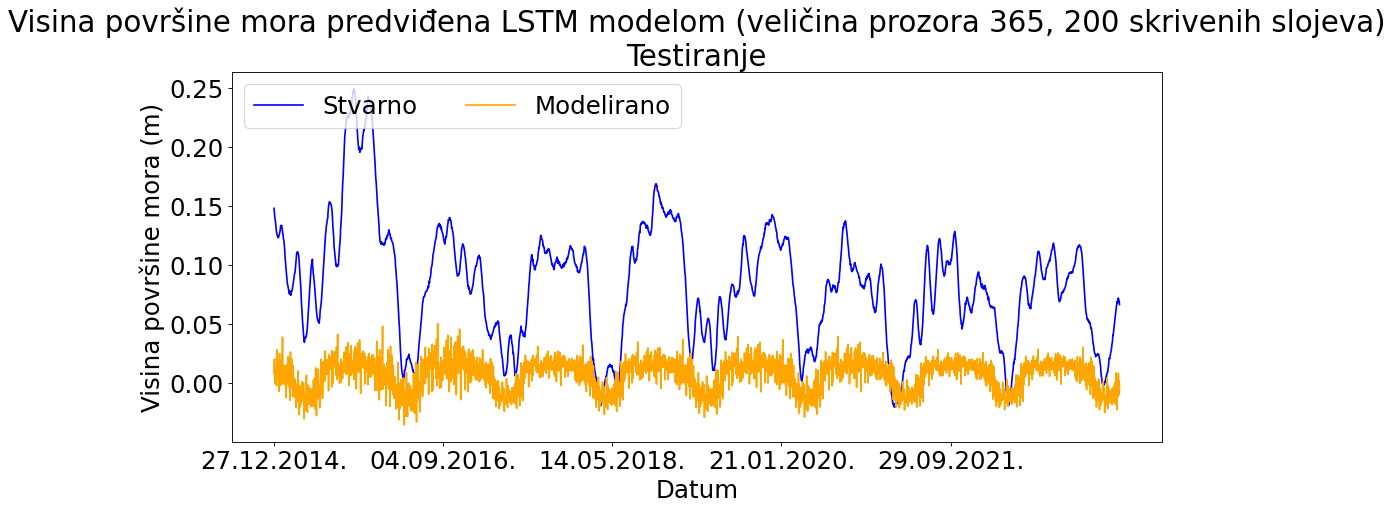 Visina površine mora predviđena LSTM modelom (veličina prozora 365, 200 skrivenih slojeva)
Testiranje
Stvarno Modelirano
Visina površine mora (m)
0.25
0.20
0.15
0.10
0.05
0.00
27.12.2014. 04.09.2016. 14.05.2018. 21.01.2020. 29.09.2021.
Datum